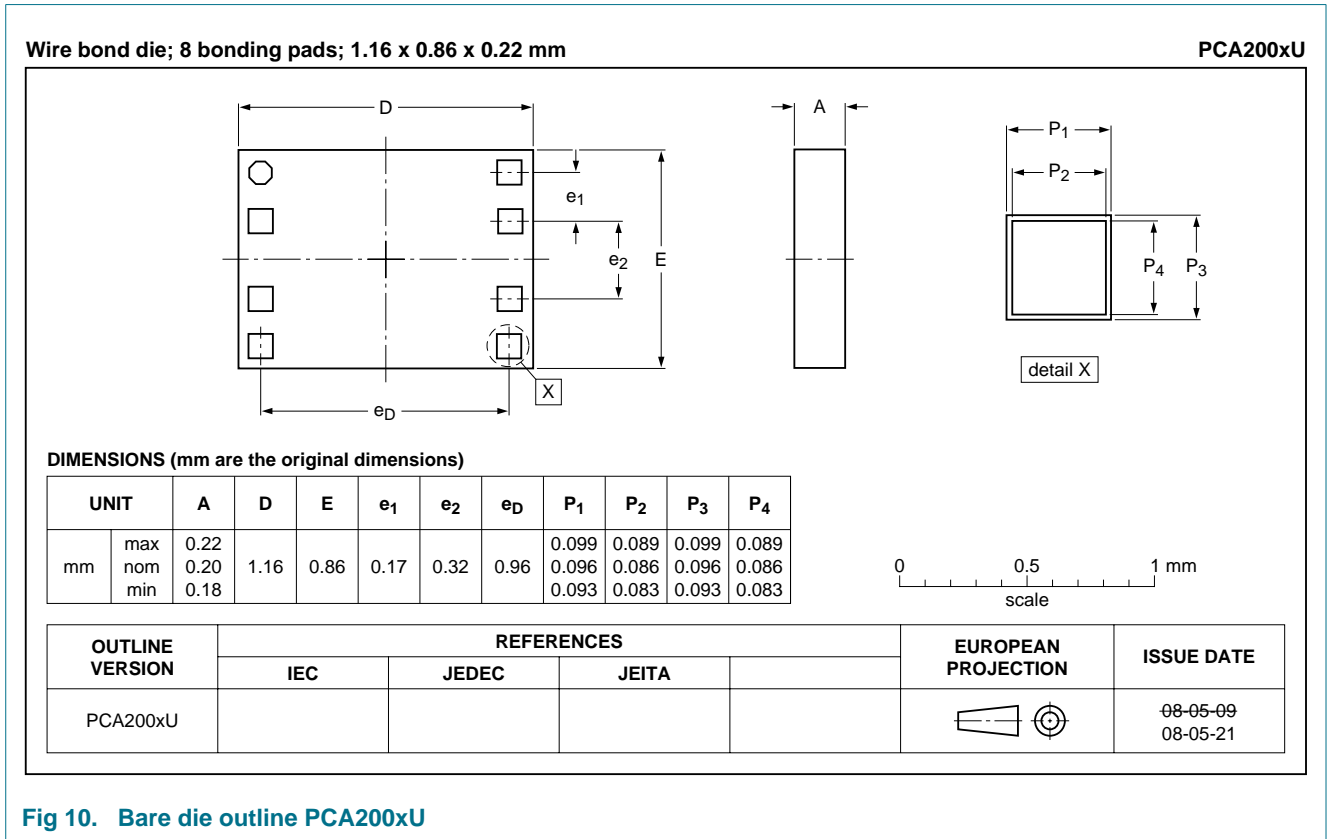 Wire bond die; 8 bonding pads; 1.16 x 0.86 x 0.22 mm PCA200xU
D
A
P1
P2
e1
e2
E
P4
P3
X
detail X
eD
DIMENSIONS (mm are the original dimensions)
UNIT A D E e1 e2 eD P1 P2 P3 P4
mm max 0.22 1.16 0.86 0.17 0.32 0.96 0.099 0.089 0.099 0.089
nom 0.20 0.096 0.086 0.096 0.086
min 0.18 0.093 0.083 0.093 0.083
0 0.5 1 mm
scale
OUTLINE VERSION REFERENCES EUROPEAN PROJECTION ISSUE DATE
IEC JEDEC JEITA
PCA200xU 08-05-09
08-05-21
Fig 10. Bare die outline PCA200xU